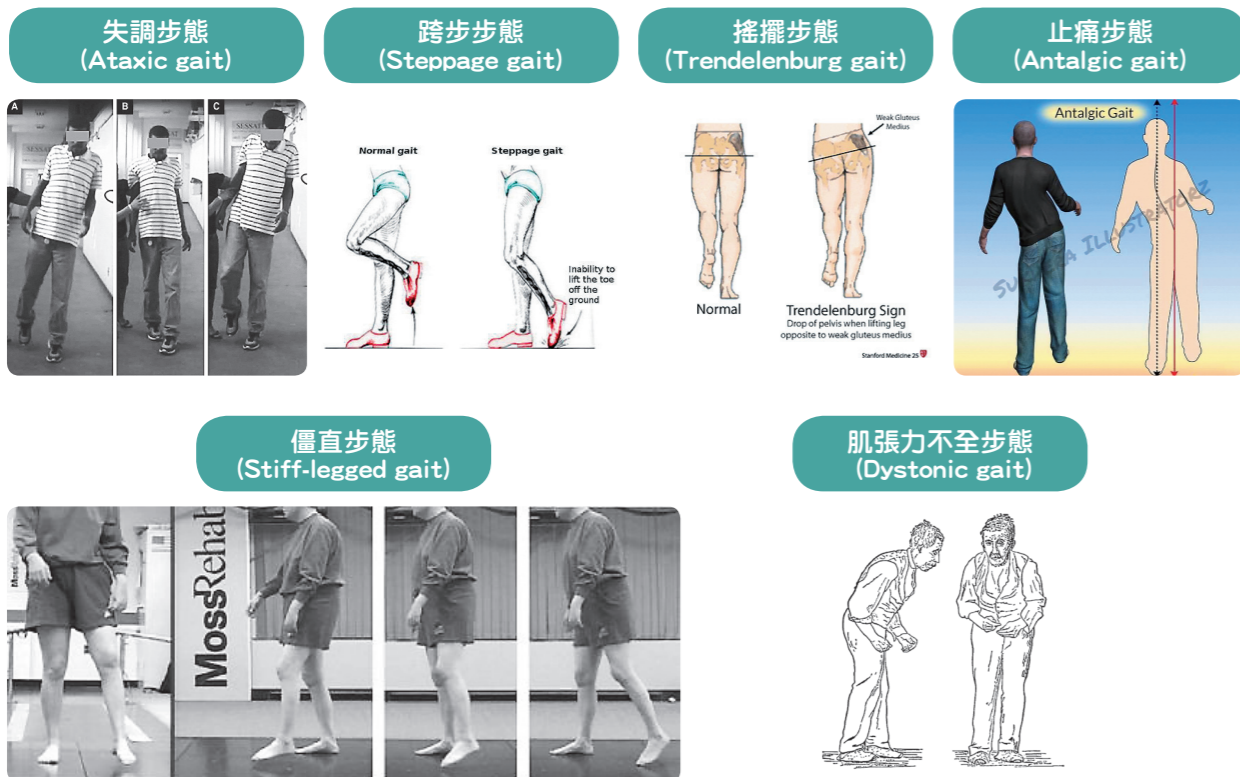 失調步態
(Ataxic gait)
跨步步態
(Steppage gait)
搖擺步態
(Trendelenburg gait)
止痛步態
(Antalgic gait)
A
B
C
SESSATI
Normal gait
Steppage gait
Inability to
lift the toe
off the
ground
Weak Gluteus
Medius
Normal
Trendelenburg Sign
Drop of pelvis when lifting leg
opposite to weak gluteus medius
Stanford Medicine 25
Antalgic Gait
僵直步態
(Stiff-legged gait)
肌張力不全步態
(Dystonic gait)
MossRehab